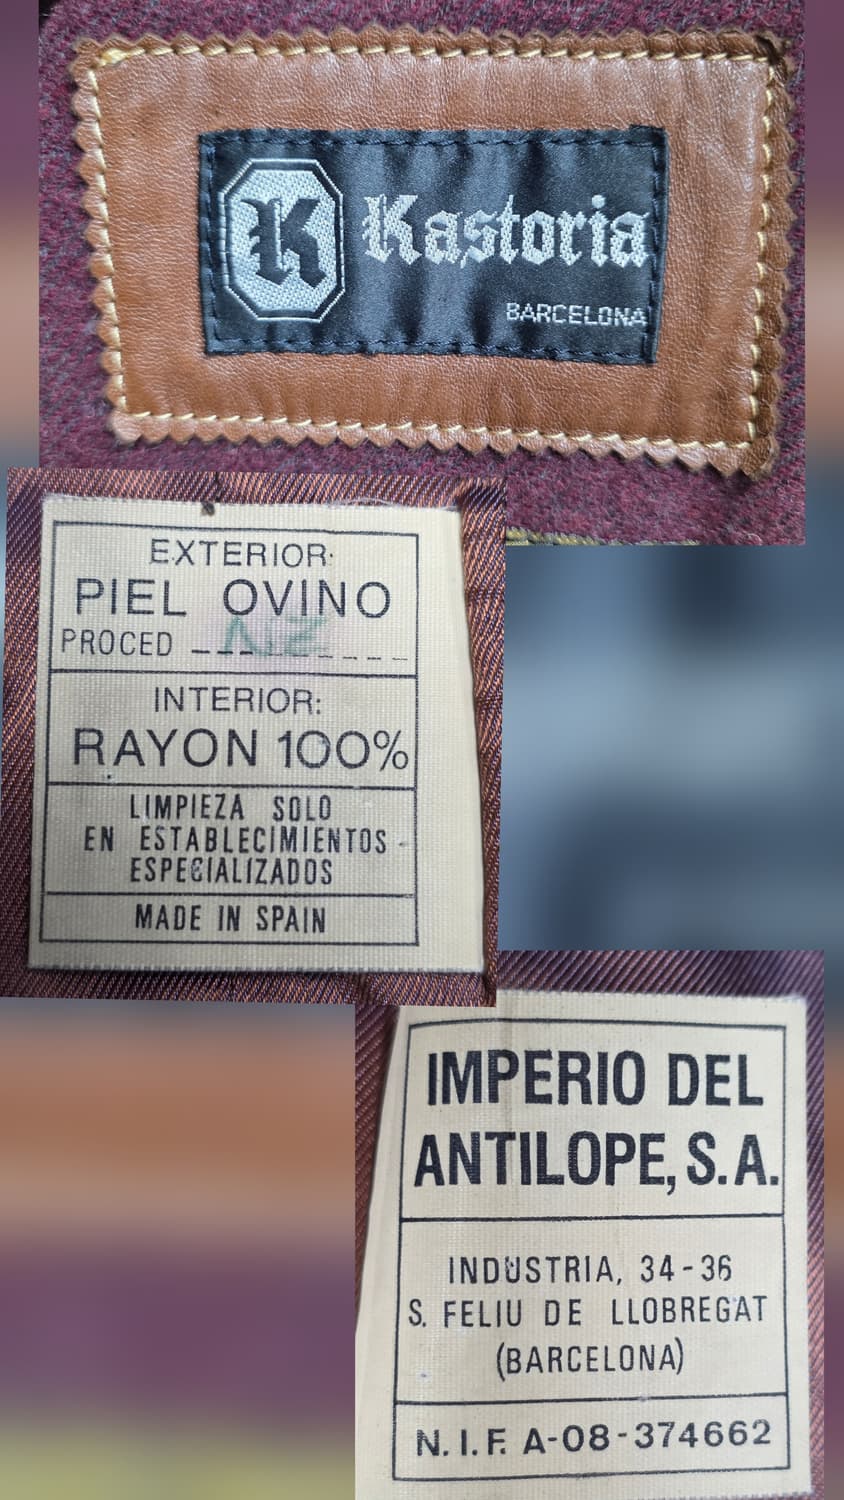 K Kastoria
BARCELONA
EXTERIOR:
PIEL OVINO
PROCED NZ
INTERIOR:
RAYON 100%
LIMPIEZA SOLO
EN ESTABLECIMIENTOS
ESPECIALIZADOS
MADE IN SPAIN
IMPERIO DEL
ANTILOPE, S.A.
INDUSTRIA, 34-36
S. FELIU DE LLOBREGAT
(BARCELONA)
N.I.F. A-08-374662